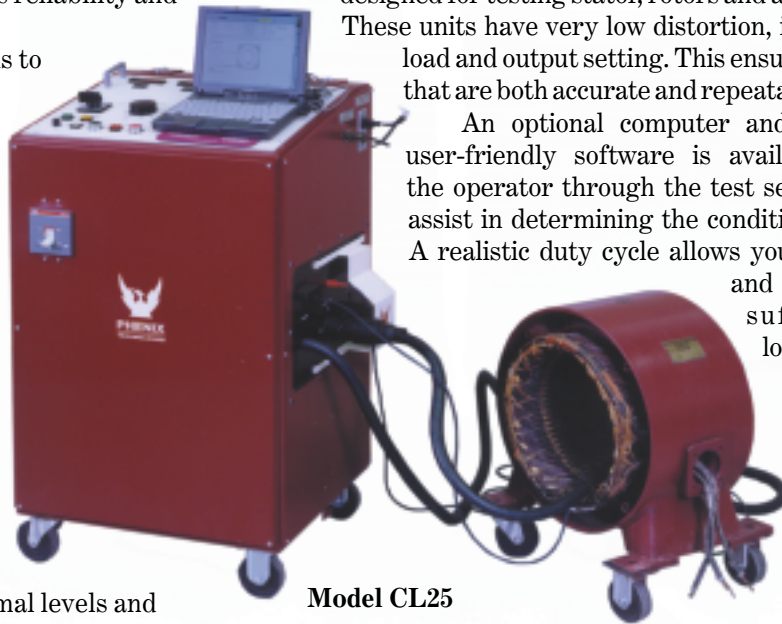 s reliability and
s to
designed for testing stator, rotors and a
These units have very low distortion, i
load and output setting. This ensu
that are both accurate and repeata
An optional computer and
user-friendly software is avail
the operator through the test se
assist in determining the conditi
A realistic duty cycle allows you
and
suf
lo
PHENIX
mal levels and
Model CL25